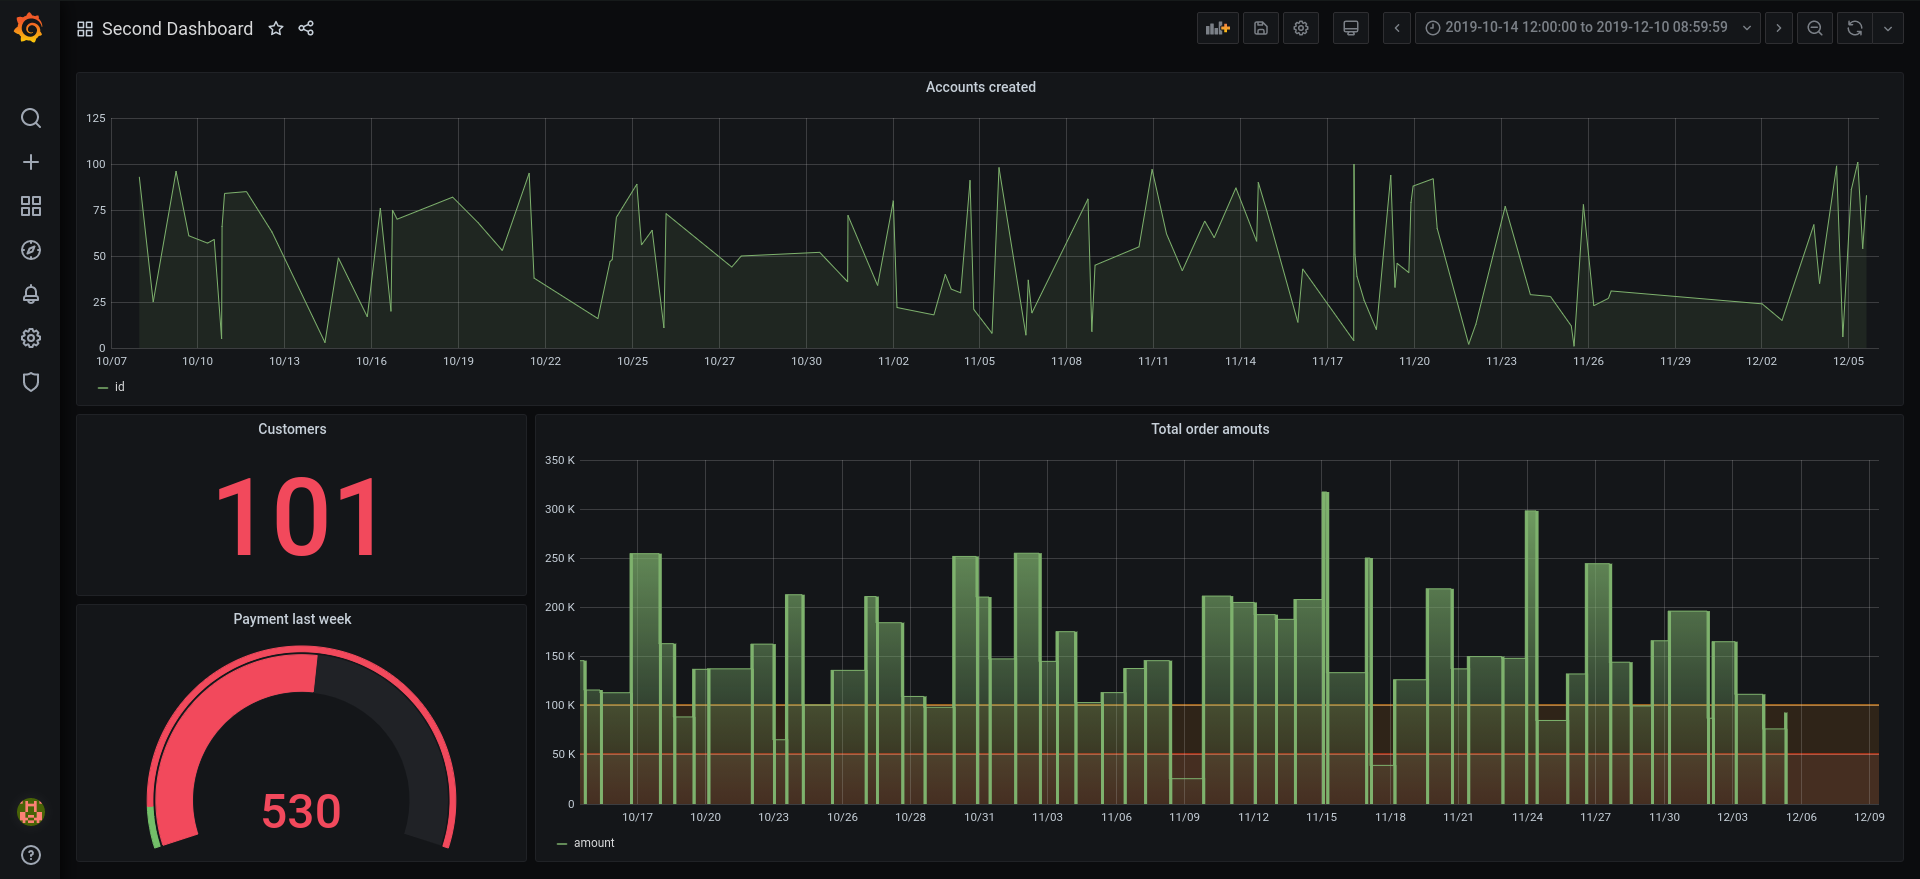 Second Dashboard
2019-10-14 12:00:00 to 2019-12-10 08:59:59
Accounts created
125
100
75
50
25
0
10/07 10/10 10/13 10/16 10/19 10/22 10/25 10/27 10/30 11/02 11/05 11/08 11/11 11/14 11/17 11/20 11/23 11/26 11/29 12/02 12/05
id
Customers
101
Payment last week
530
Total order amouts
350 K
300 K
250 K
200 K
150 K
100 K
50 K
0
10/17 10/20 10/23 10/26 10/28 10/31 11/03 11/06 11/09 11/12 11/15 11/18 11/21 11/24 11/27 11/30 12/03 12/06 12/09
amount